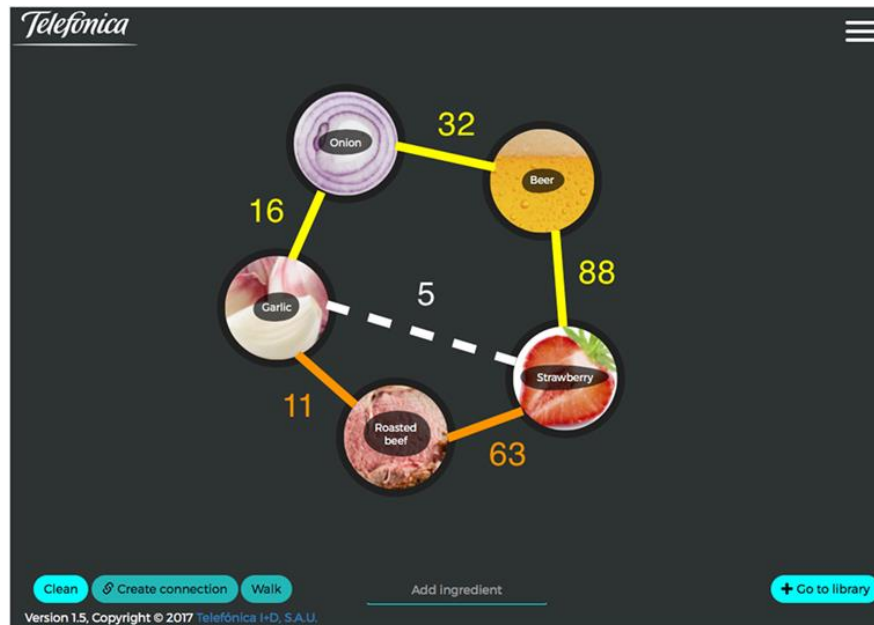 Telefónica
Onion
32
Beer
16
88
5
Garlic
Strawberry
11
Roasted
beef
63
Clean
Create connection
Walk
Add ingredient
+ Go to library
Version 1.5, Copyright © 2017 Telefónica I+D, S.A.U.